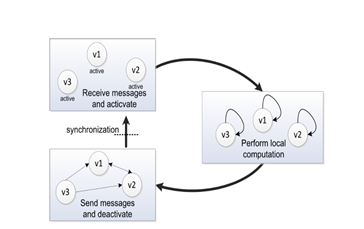 v1
active
v2
active
v3
active
Receive messages
and acticvate
synchronization
v1
v3
v2
Perform local
computation
v1
v3
v2
Send messages
and deactivate